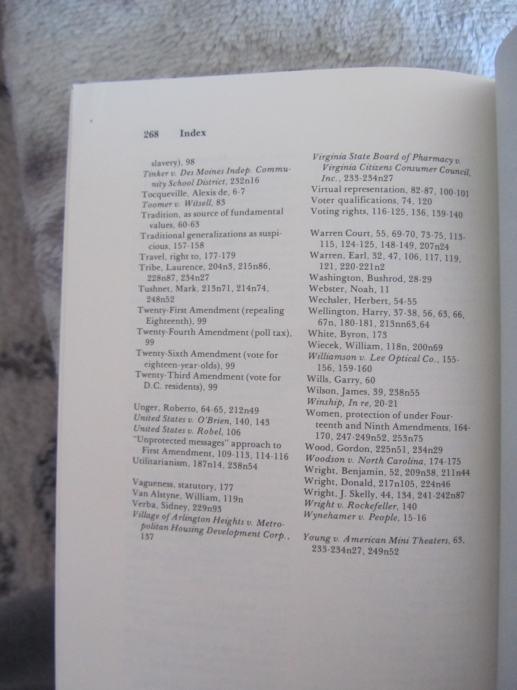 268 Index
slavery), 98
Tinker v. Des Moines Indep. Commu-
nity School District, 232n16
Tocqueville, Alexis de, 6-7
Toomer v. Witsell, 83
Tradition, as source of fundamental
values, 60-63
Traditional generalizations as suspi-
cious, 157-158
Travel, right to, 177-179
Tribe, Laurence, 204n3, 215n86,
228n87, 234n27
Tushnet, Mark, 213n71, 214n74,
248n52
Twenty-First Amendment (repealing
Eighteenth), 99
Twenty-Fourth Amendment (poll tax),
99
Twenty-Sixth Amendment (vote for
eighteen-year-olds), 99
Twenty-Third Amendment (vote for
D.C. residents), 99
Unger, Roberto, 64-65, 212n49
United States v. O'Brien, 140, 143
United States v. Robel, 106
"Unprotected messages" approach to
First Amendment, 109-113, 114-116
Utilitarianism, 187n14, 238n54
Vagueness, statutory, 177
Van Alstyne, William, 119n
Verba, Sidney, 229n93
Village of Arlington Heights v. Metro-
politan Housing Development Corp.,
137
Virginia State Board of Pharmacy v.
Virginia Citizens Consumer Council,
Inc., 233-234n27
Virtual representation, 82-87, 100-101
Voter qualifications, 74, 120
Voting rights, 116-125, 136, 139-140
Warren Court, 55, 69-70, 73-75, 113-
115, 124-125, 148-149, 207n24
Warren, Earl, 32, 47, 106, 117, 119,
121, 220-221n2
Washington, Bushrod, 28-29
Webster, Noah, 11
Wechsler, Herbert, 54-55
Wellington, Harry, 37-38, 56, 63, 66,
67n, 180-181, 213nn63,64
White, Byron, 173
Wiecek, William, 118n, 200n69
Williamson v. Lee Optical Co., 155-
156, 159-160
Wills, Garry, 60
Wilson, James, 39, 238n55
Winship, In re, 20-21
Women, protection of under Four-
teenth and Ninth Amendments, 164-
170, 247-249n52, 253n75
Wood, Gordon, 225n51, 234n29
Woodson v. North Carolina, 174-175
Wright, Benjamin, 52, 209n38, 211n44
Wright, Donald, 217n105, 224n46
Wright, J. Skelly, 44, 134, 241-242n87
Wright v. Rockefeller, 140
Wynehamer v. People, 15-16
Young v. American Mini Theaters, 63,
233-234n27, 249n52